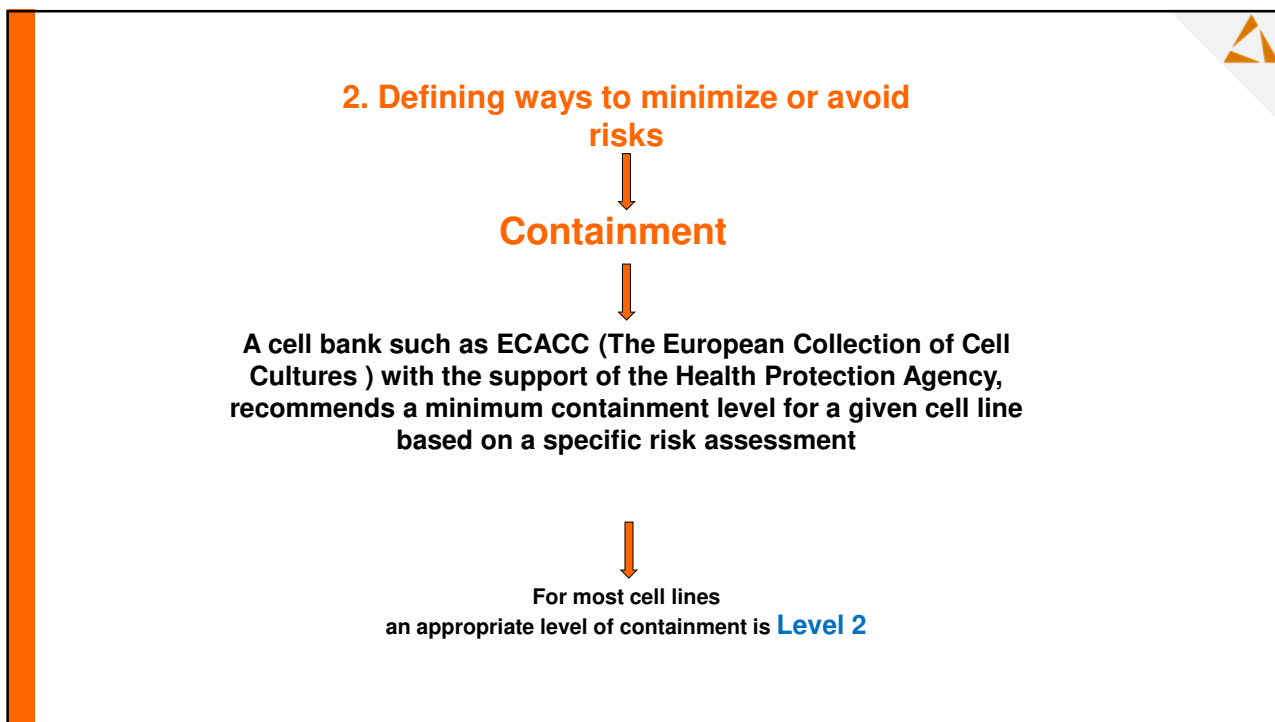 2. Defining ways to minimize or avoid
risks
Containment
A cell bank such as ECACC (The European Collection of Cell
Cultures ) with the support of the Health Protection Agency,
recommends a minimum containment level for a given cell line
based on a specific risk assessment
For most cell lines
an appropriate level of containment is Level 2